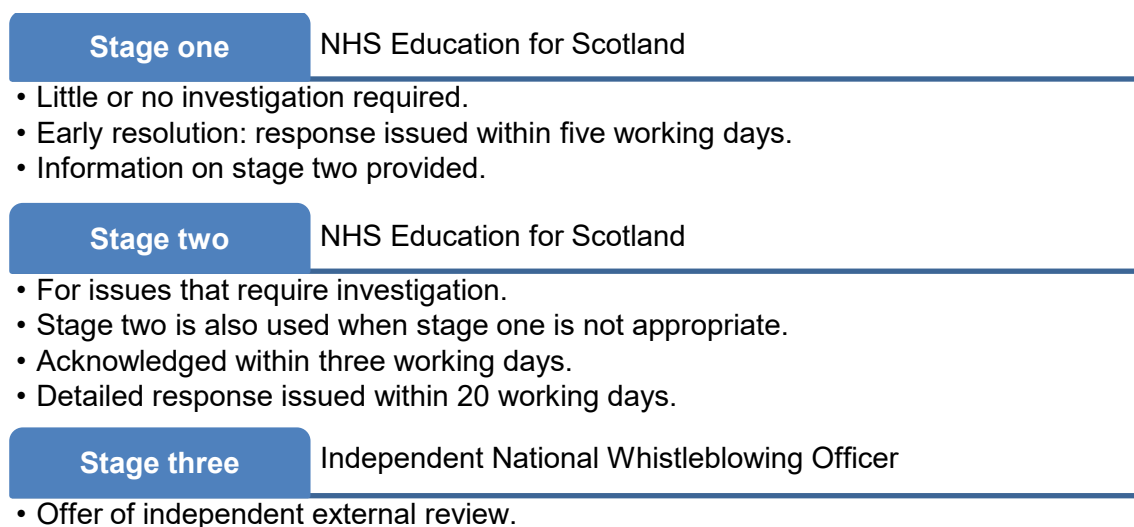 Stage one
NHS Education for Scotland
• Little or no investigation required.
• Early resolution: response issued within five working days.
• Information on stage two provided.
Stage two
NHS Education for Scotland
• For issues that require investigation.
• Stage two is also used when stage one is not appropriate.
• Acknowledged within three working days.
• Detailed response issued within 20 working days.
Stage three
Independent National Whistleblowing Officer
• Offer of independent external review.